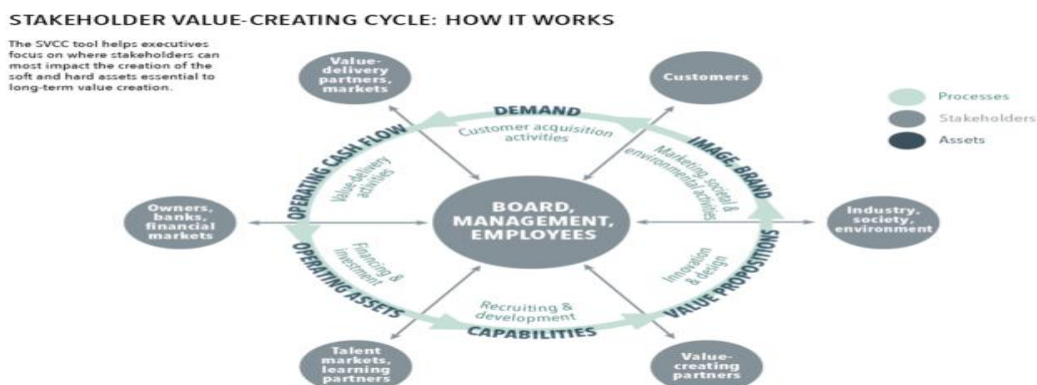 STAKEHOLDER VALUE-CREATING CYCLE: HOW IT WORKS
The SVCC tool helps executives
focus on where stakeholders can
most impact the creation of the
soft and hard assets essential to
long-term value creation.
Value-
delivery
partners,
markets
Customers
Processes
Stakeholders
Assets
DEMAND
Customer acquisition
activities
OPERATING CASH FLOW
Value-delivery
activities
IMAGE, BRAND
Marketing, societal &
environmental activities
Owners,
banks,
financial
markets
BOARD,
MANAGEMENT,
EMPLOYEES
Industry,
society,
environment
OPERATING ASSETS
Financing &
investment
Innovation
& design
VALUE PROPOSITIONS
Recruiting &
development
CAPABILITIES
Talent
markets,
learning
partners
Value-
creating
partners